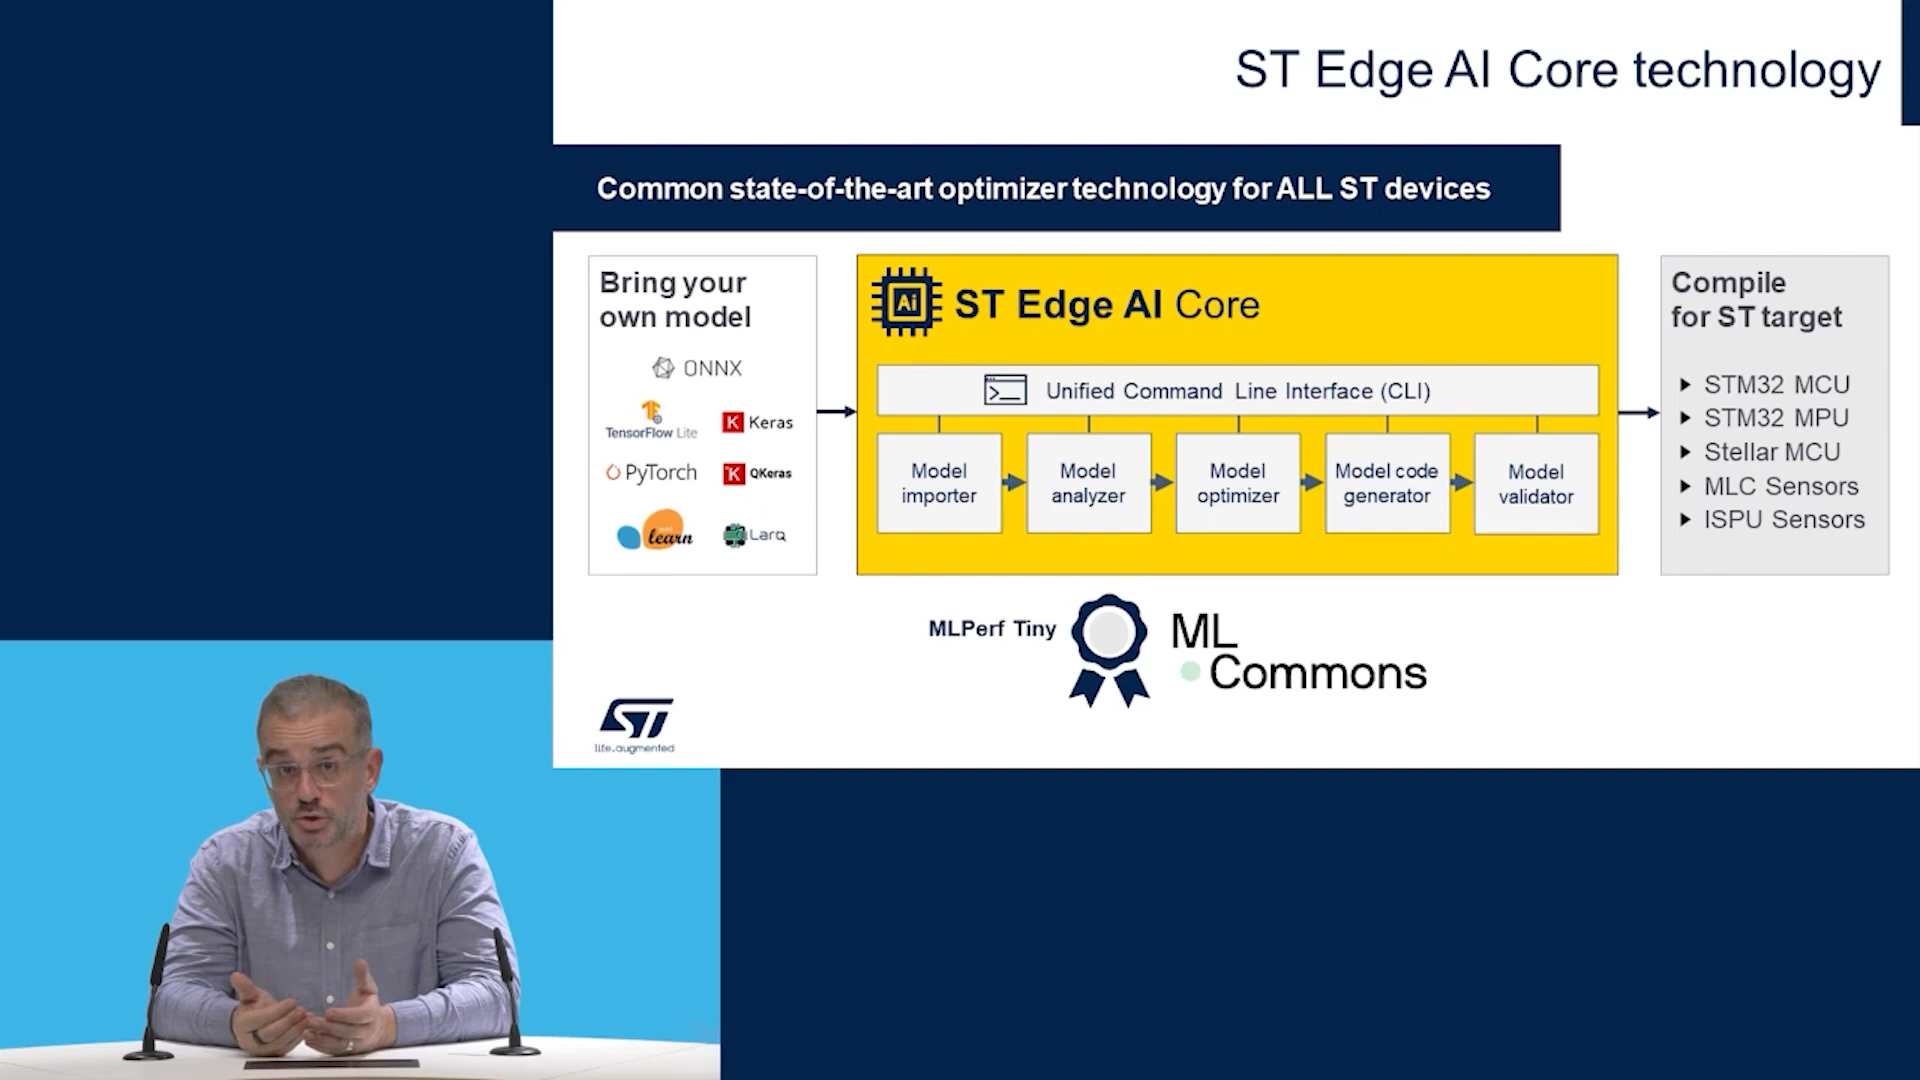 ST Edge AI Core technology
Common state-of-the-art optimizer technology for ALL ST devices
Bring your
own model
ONNX
TensorFlow Lite
K Keras
PyTorch
K QKeras
learn
Larq
Ai ST Edge AI Core
Unified Command Line Interface (CLI)
Model
importer
Model
analyzer
Model
optimizer
Model code
generator
Model
validator
Compile
for ST target
STM32 MCU
STM32 MPU
Stellar MCU
MLC Sensors
ISPU Sensors
MLPerf Tiny
ML
Commons
ST
life.augmented